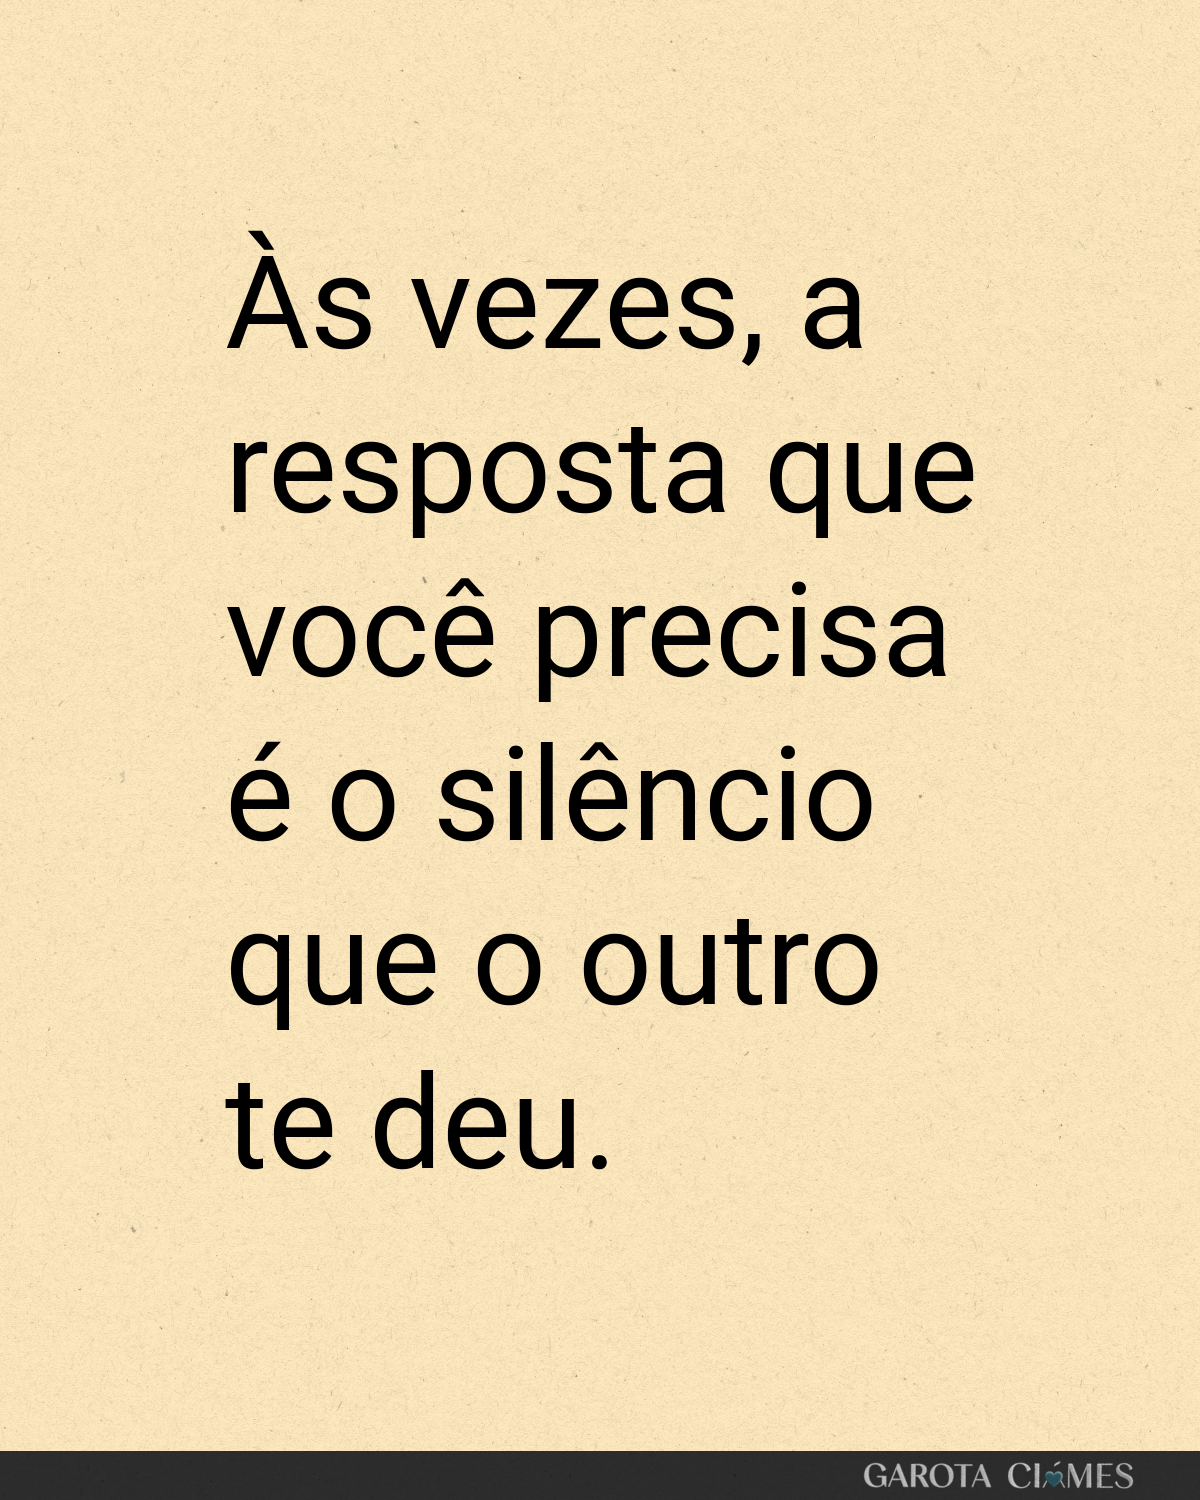 Às vezes, a
resposta que
você precisa
é o silêncio
que o outro
te deu.
GAROTA CIÚMES